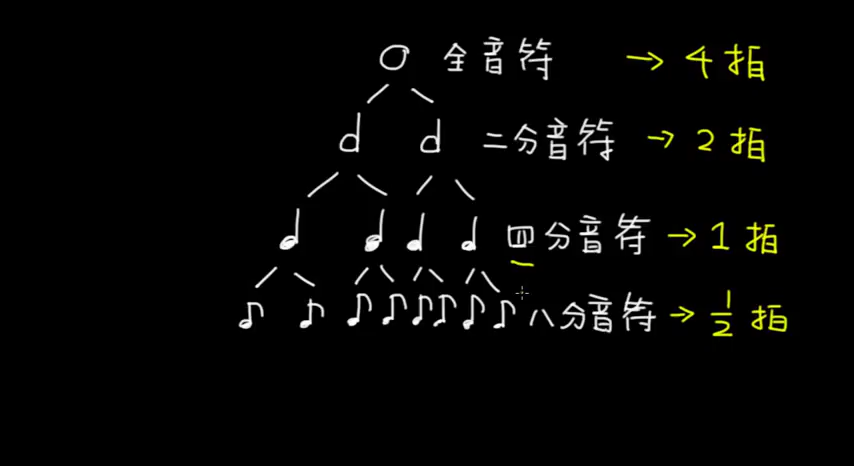 全音符 → 4拍
二分音符 → 2拍
四分音符 → 1拍
八分音符 → 1/2拍